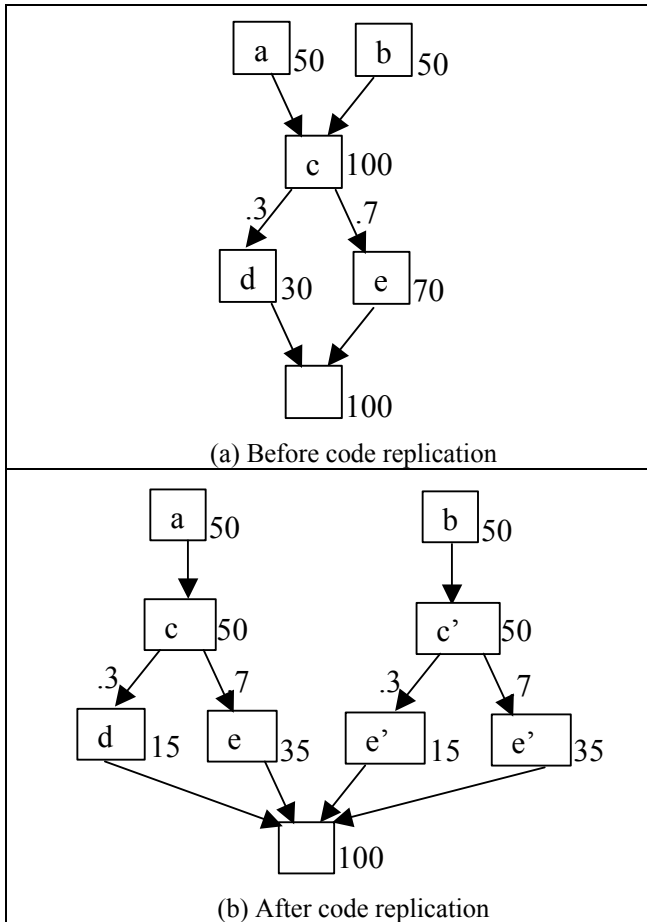 a 50 b 50
c 100
.3 .7
d 30 e 70
100
(a) Before code replication
a 50 b 50
c 50 c’ 50
.3 .7 .3 .7
d 15 e 35 e’ 15 e’ 35
100
(b) After code replication